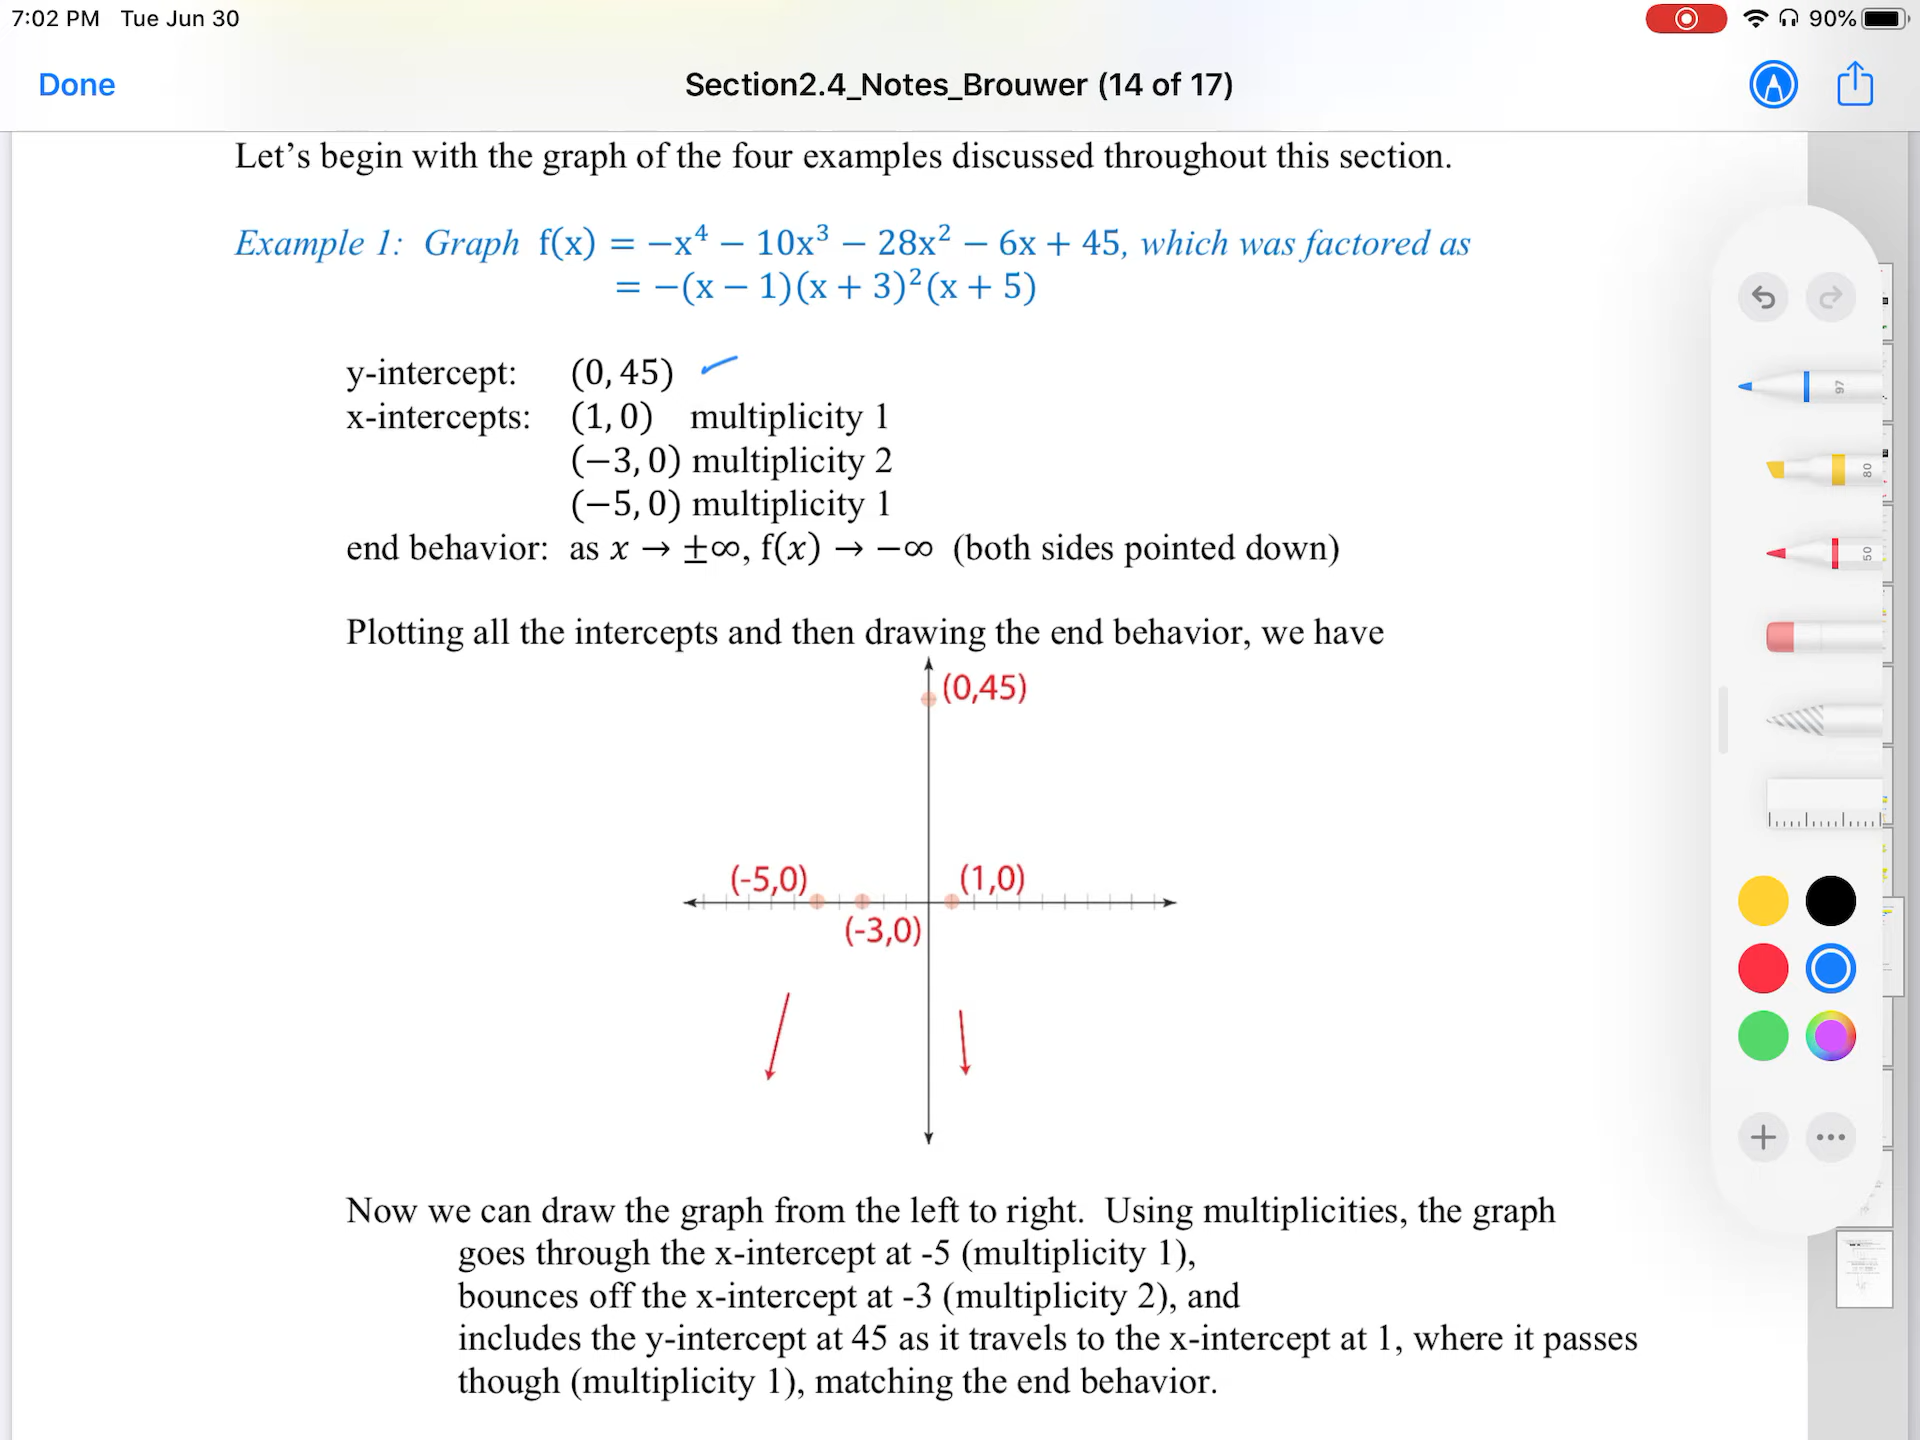 7:02 PM Tue Jun 30
90%
Done
Section2.4_Notes_Brouwer (14 of 17)
Let’s begin with the graph of the four examples discussed throughout this section.
Example 1: Graph f(x) = −x⁴ − 10x³ − 28x² − 6x + 45, which was factored as
= −(x − 1)(x + 3)²(x + 5)
y-intercept: (0, 45)
x-intercepts: (1, 0) multiplicity 1
(−3, 0) multiplicity 2
(−5, 0) multiplicity 1
end behavior: as x → ±∞, f(x) → −∞ (both sides pointed down)
Plotting all the intercepts and then drawing the end behavior, we have
(0,45)
(-5,0)
(1,0)
(-3,0)
Now we can draw the graph from the left to right. Using multiplicities, the graph
goes through the x-intercept at -5 (multiplicity 1),
bounces off the x-intercept at -3 (multiplicity 2), and
includes the y-intercept at 45 as it travels to the x-intercept at 1, where it passes
though (multiplicity 1), matching the end behavior.
97
80
50